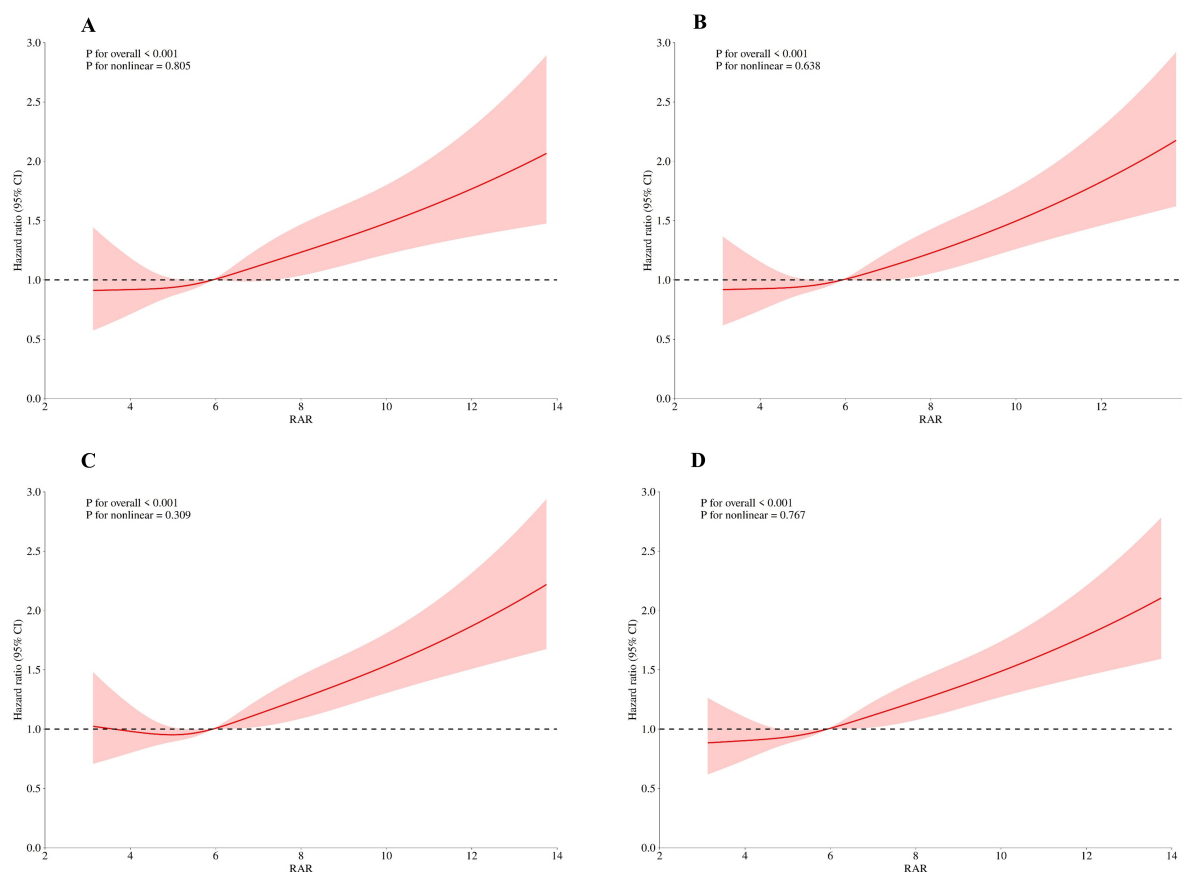 A
P for overall < 0.001
P for nonlinear = 0.805
Hazard ratio (95% CI)
3.0
2.5
2.0
1.5
1.0
0.5
0.0
2 4 6 8 10 12 14
RAR
B
P for overall < 0.001
P for nonlinear = 0.638
Hazard ratio (95% CI)
3.0
2.5
2.0
1.5
1.0
0.5
0.0
2 4 6 8 10 12
RAR
C
P for overall < 0.001
P for nonlinear = 0.309
Hazard ratio (95% CI)
3.0
2.5
2.0
1.5
1.0
0.5
0.0
2 4 6 8 10 12 14
RAR
D
P for overall < 0.001
P for nonlinear = 0.767
Hazard ratio (95% CI)
3.0
2.5
2.0
1.5
1.0
0.5
0.0
2 4 6 8 10 12 14
RAR